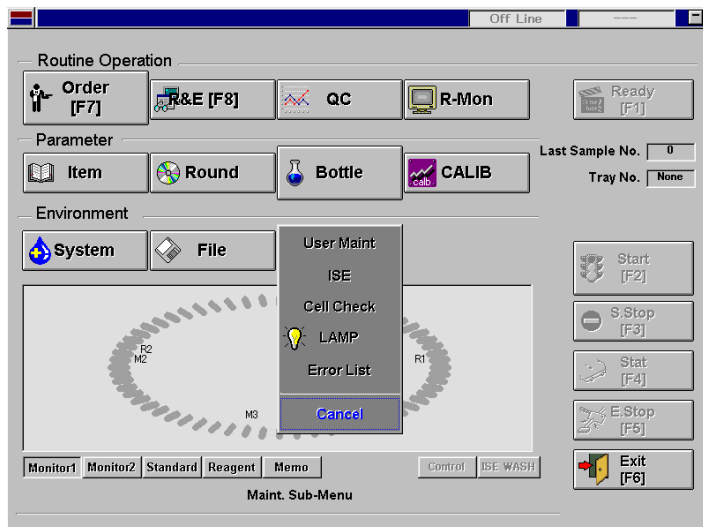 Off Line
---
Routine Operation
Order
[F7]
R&E [F8]
QC
R-Mon
Ready
[F1]
Parameter
Last Sample No. 0
Item
Round
Bottle
calb
CALIB
Tray No. None
Environment
System
File
User Maint
ISE
Cell Check
LAMP
Error List
Cancel
Start
[F2]
S.Stop
[F3]
Stat
[F4]
E.Stop
[F5]
Exit
[F6]
R2
M2
R1
M3
Monitor1
Monitor2
Standard
Reagent
Memo
Control
ISE WASH
Maint. Sub-Menu